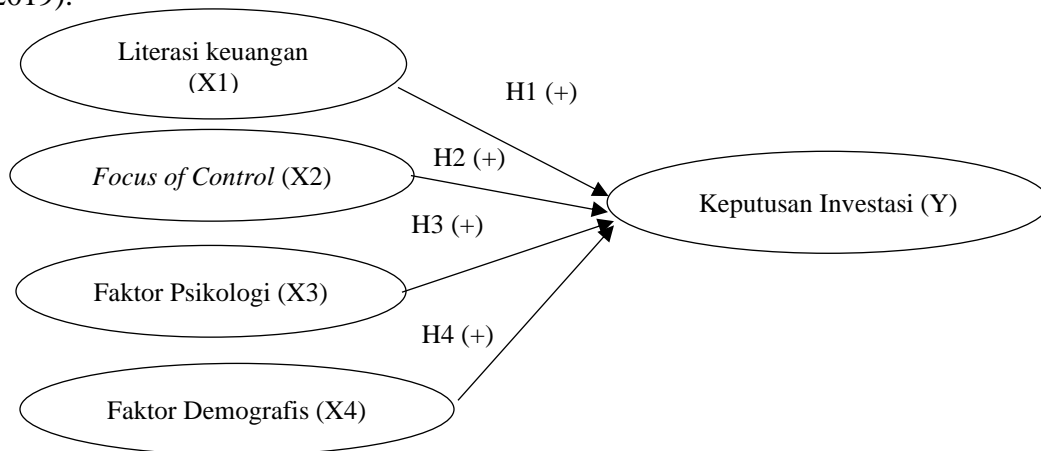 2019).
Literasi keuangan
(X1)
H1 (+)
H2 (+)
Focus of Control (X2)
Keputusan Investasi (Y)
H3 (+)
Faktor Psikologi (X3)
H4 (+)
Faktor Demografis (X4)